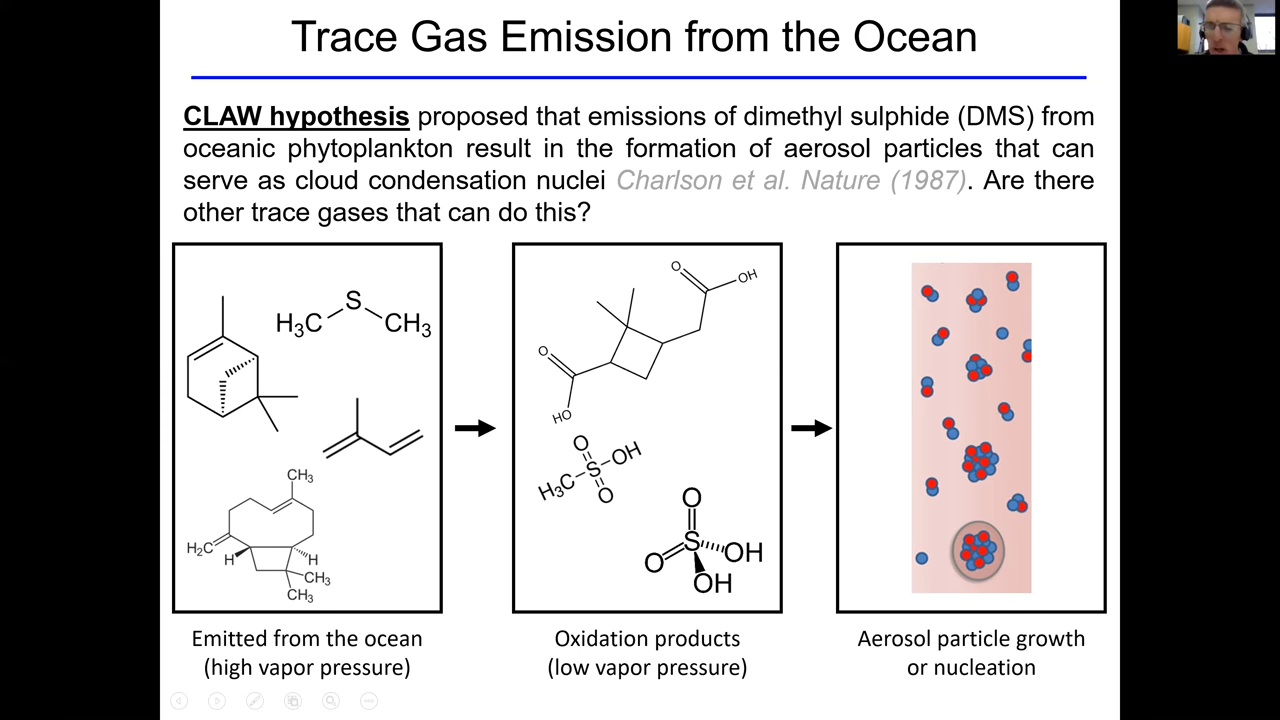 Trace Gas Emission from the Ocean
CLAW hypothesis proposed that emissions of dimethyl sulphide (DMS) from
oceanic phytoplankton result in the formation of aerosol particles that can
serve as cloud condensation nuclei Charlson et al. Nature (1987). Are there
other trace gases that can do this?
S
H₃C CH₃
CH₃
H₂C
H H
CH₃
CH₃
Emitted from the ocean
(high vapor pressure)
O
OH
O
HO
O
S OH
H₃C
O
O
S
O OH
OH
Oxidation products
(low vapor pressure)
Aerosol particle growth
or nucleation